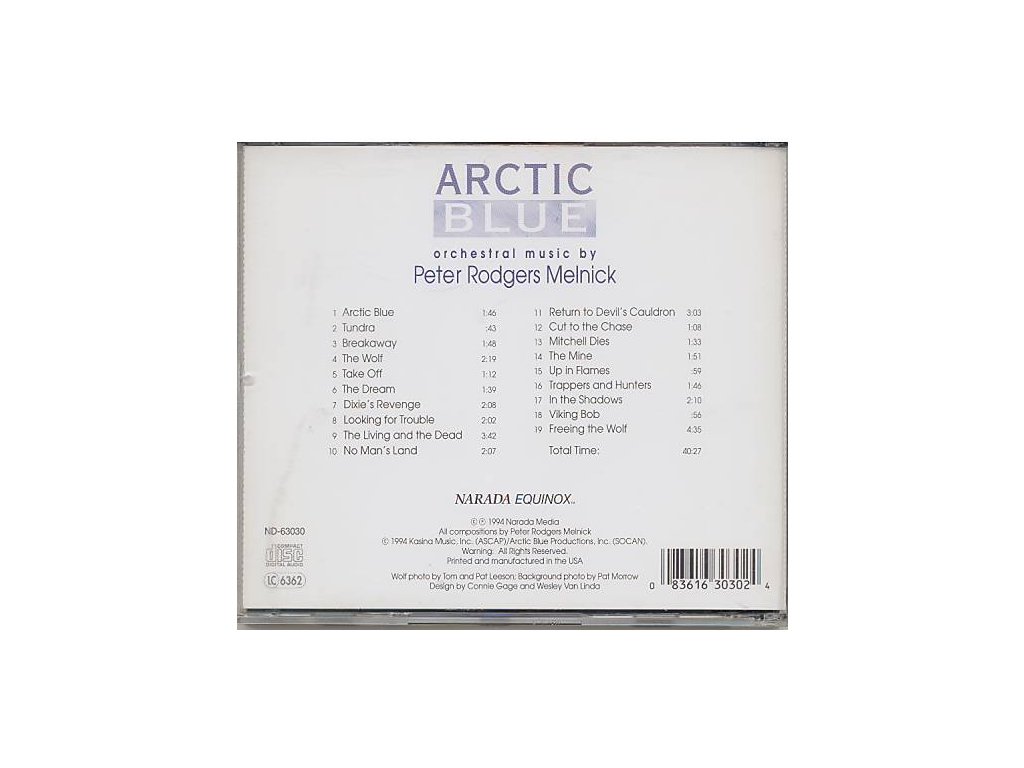 ARCTIC
BLUE
orchestral music by
Peter Rodgers Melnick
1 Arctic Blue 1:46
2 Tundra :43
3 Breakaway 1:48
4 The Wolf 2:19
5 Take Off 1:12
6 The Dream 1:39
7 Dixie's Revenge 2:08
8 Looking for Trouble 2:02
9 The Living and the Dead 3:42
10 No Man's Land 2:07
11 Return to Devil's Cauldron 3:03
12 Cut to the Chase 1:08
13 Mitchell Dies 1:33
14 The Mine 1:51
15 Up In Flames :59
16 Trappers and Hunters 1:46
17 In the Shadows 2:10
18 Viking Bob :56
19 Freeing the Wolf 4:35
Total Time: 40:27
NARADA EQUINOX™
© ℗ 1994 Narada Media
All compositions by Peter Rodgers Melnick
© 1994 Kasina Music, Inc. (ASCAP)/Arctic Blue Productions, Inc. (SOCAN).
Warning: All Rights Reserved.
Printed and manufactured in the USA
Wolf photo by Tom and Pat Leeson; Background photo by Pat Morrow
Design by Connie Gage and Wesley Van Linda
ND-63030
COMPACT
disc
DIGITAL AUDIO
LC 6362
0 83616 30302 4